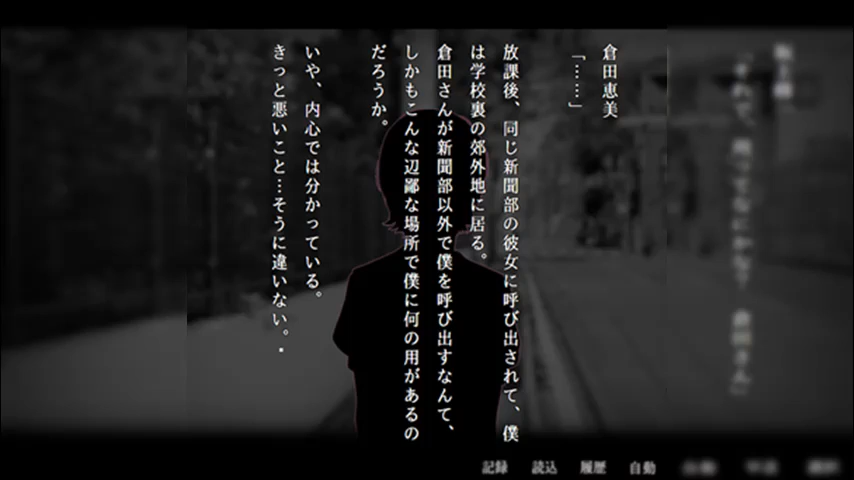 倉田恵美
「……」
放課後、同じ新聞部の彼女に呼び出されて、僕
は学校裏の郊外地に居る。
倉田さんが新聞部以外で僕を呼び出すなんて、
しかもこんな辺鄙な場所で僕に何の用があるの
だろうか。
いや、内心では分かっている。
きっと悪いこと…そうに違いない。
記録 読込 履歴 自動